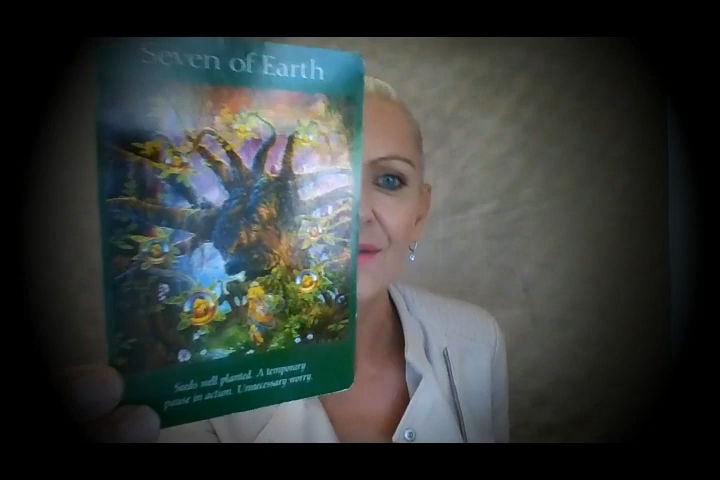 Seven of Earth
Seeds well planted. A temporary
pause in action. Unnecessary worry.